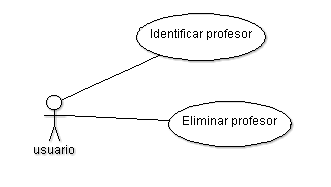 Identificar profesor
Eliminar profesor
usuario